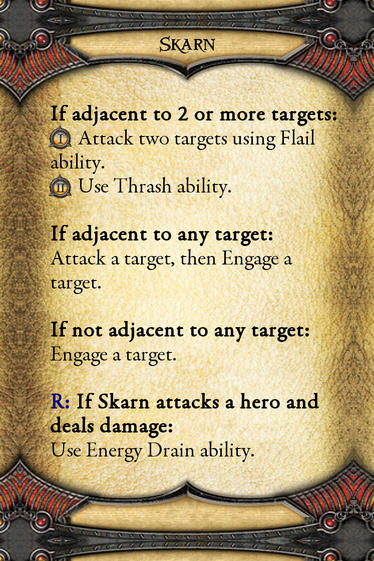 Skarn
If adjacent to 2 or more targets:
I Attack two targets using Flail
ability.
II Use Thrash ability.
If adjacent to any target:
Attack a target, then Engage a
target.
If not adjacent to any target:
Engage a target.
R: If Skarn attacks a hero and
deals damage:
Use Energy Drain ability.